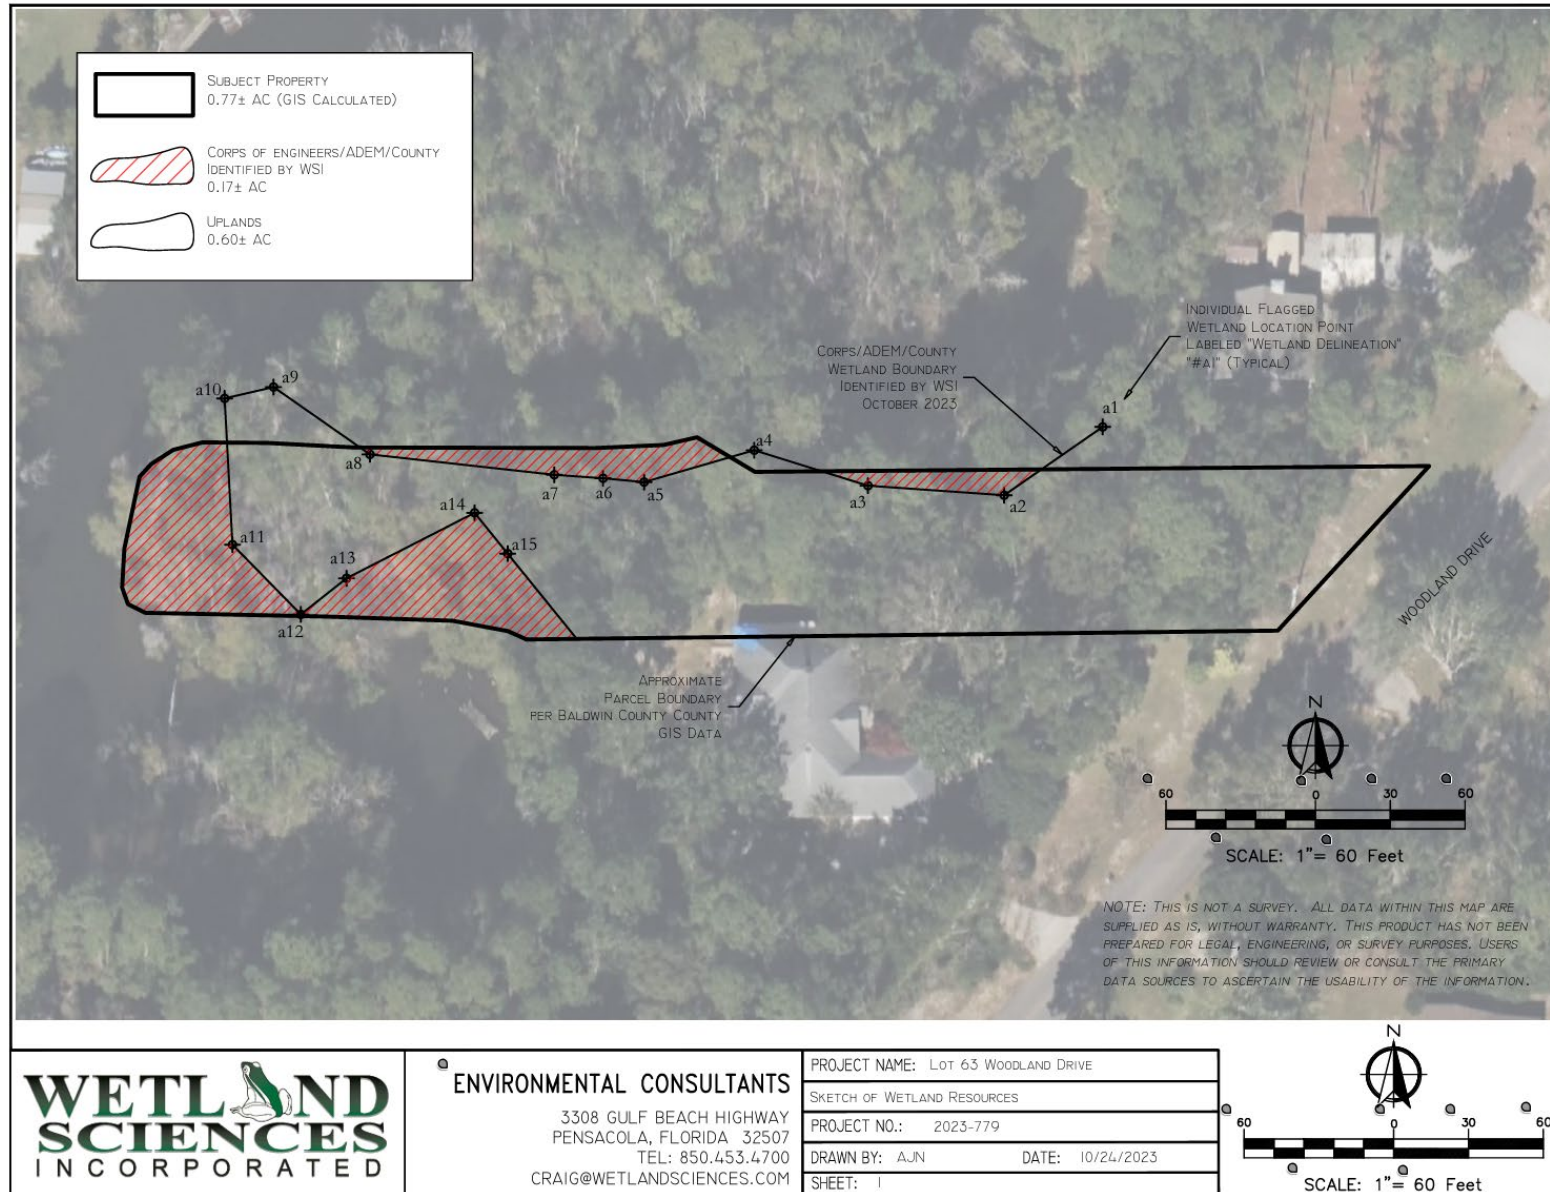 SUBJECT PROPERTY
0.77± AC (GIS CALCULATED)
CORPS OF ENGINEERS/ADEM/COUNTY
IDENTIFIED BY WSI
0.17± AC
UPLANDS
0.60± AC
INDIVIDUAL FLAGGED
WETLAND LOCATION POINT
LABELED "WETLAND DELINEATION"
"#A1" (TYPICAL)
CORPS/ADEM/COUNTY
WETLAND BOUNDARY
IDENTIFIED BY WSI
OCTOBER 2023
a1
a2
a3
a4
a5
a6
a7
a8
a9
a10
a11
a12
a13
a14
a15
WOODLAND DRIVE
APPROXIMATE
PARCEL BOUNDARY
PER BALDWIN COUNTY COUNTY
GIS DATA
N
60 0 30 60
SCALE: 1"= 60 Feet
NOTE: THIS IS NOT A SURVEY. ALL DATA WITHIN THIS MAP ARE
SUPPLIED AS IS, WITHOUT WARRANTY. THIS PRODUCT HAS NOT BEEN
PREPARED FOR LEGAL, ENGINEERING, OR SURVEY PURPOSES. USERS
OF THIS INFORMATION SHOULD REVIEW OR CONSULT THE PRIMARY
DATA SOURCES TO ASCERTAIN THE USABILITY OF THE INFORMATION.
WETLAND
SCIENCES
INCORPORATED
ENVIRONMENTAL CONSULTANTS
3308 GULF BEACH HIGHWAY
PENSACOLA, FLORIDA 32507
TEL: 850.453.4700
CRAIG@WETLANDSCIENCES.COM
PROJECT NAME: LOT 63 WOODLAND DRIVE
SKETCH OF WETLAND RESOURCES
PROJECT NO.: 2023-779
DRAWN BY: AJN DATE: 10/24/2023
SHEET: 1
N
60 0 30 60
SCALE: 1"= 60 Feet